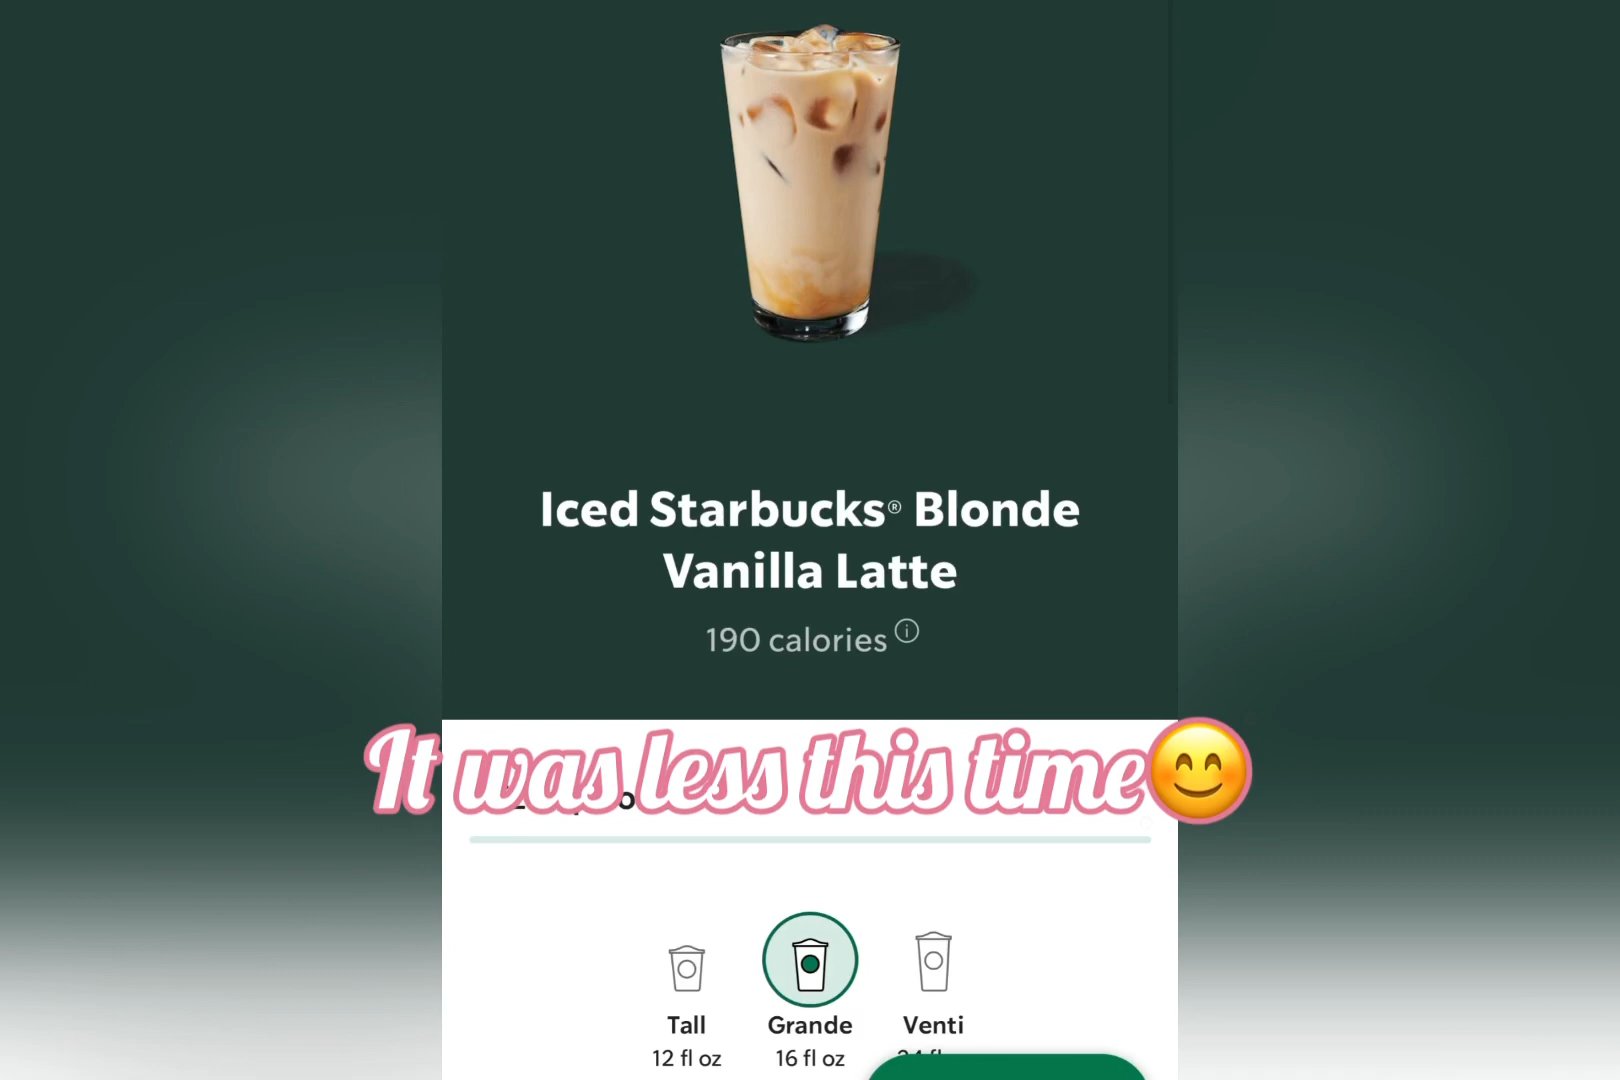 Iced Starbucks® Blonde
Vanilla Latte
190 calories
It was less this time😊
Tall
Grande
Venti
12 fl oz
16 fl oz